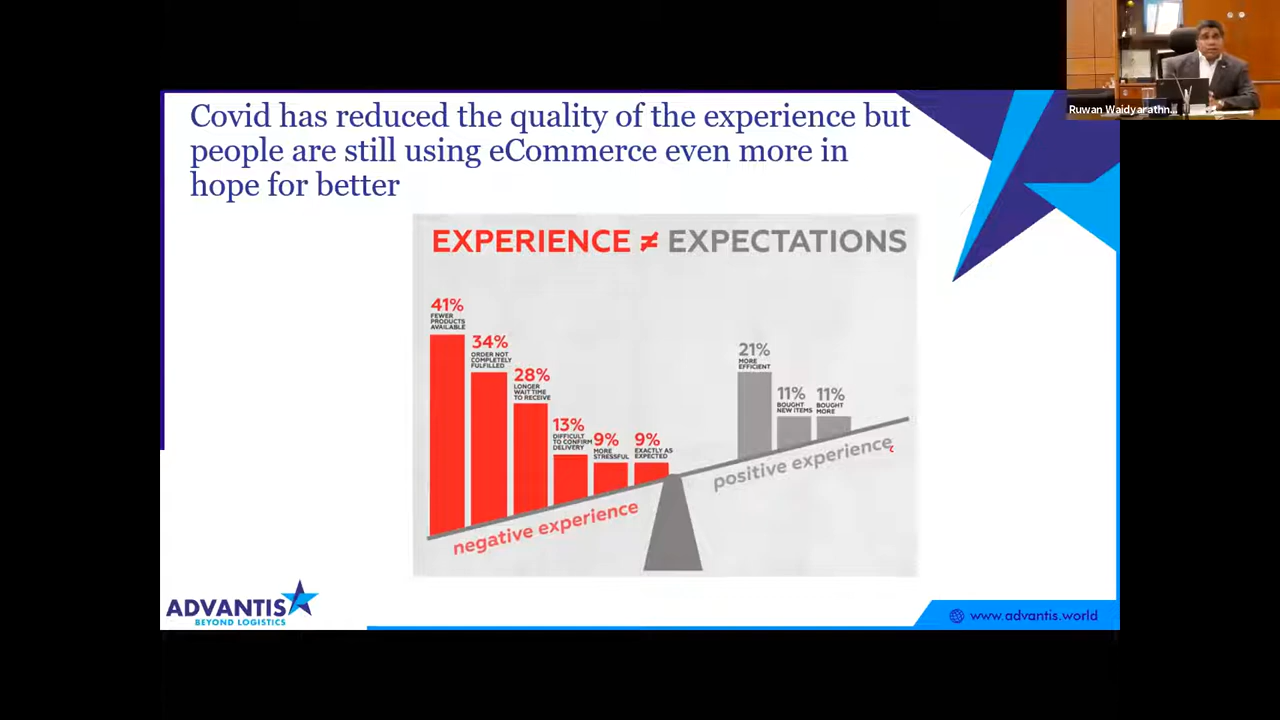 Ruwan Waidyarathn...
Covid has reduced the quality of the experience but
people are still using eCommerce even more in
hope for better
EXPERIENCE ≠ EXPECTATIONS
41%
FEWER
PRODUCTS
AVAILABLE
34%
ORDER NOT
COMPLETELY
FULFILLED
28%
LONGER
WAIT TIME
TO RECEIVE
13%
DIFFICULT
TO CONFIRM
DELIVERY
9%
MORE
STRESSFUL
9%
EXACTLY AS
EXPECTED
21%
MORE
EFFICIENT
11%
BOUGHT
NEW ITEMS
11%
BOUGHT
MORE
negative experience
positive experience
ADVANTIS
BEYOND LOGISTICS
www.advantis.world